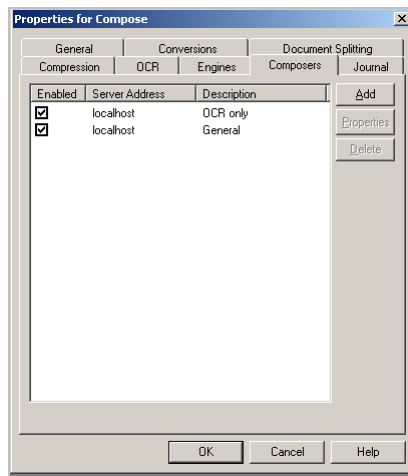 Properties for Compose
General Conversions Document Splitting
Compression OCR Engines Composers Journal
Enabled Server Address Description
localhost OCR only
localhost General
Add
Properties
Delete
OK Cancel Help